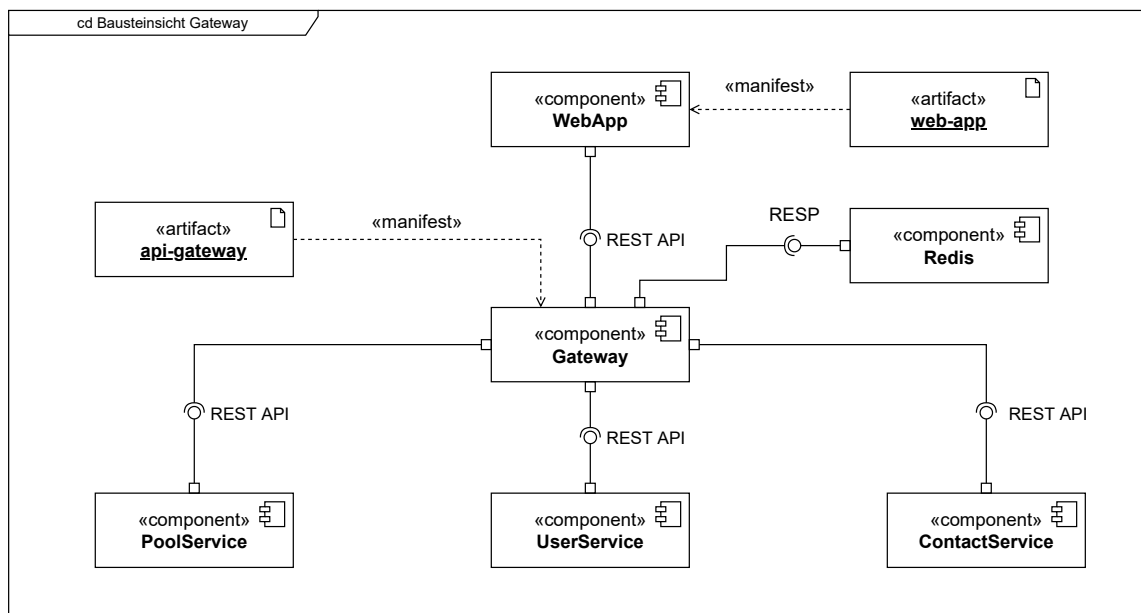 cd Bausteinsicht Gateway
«component»
WebApp
«manifest»
«artifact»
web-app
«artifact»
api-gateway
«manifest»
REST API
RESP
«component»
Redis
«component»
Gateway
REST API
REST API
REST API
«component»
PoolService
«component»
UserService
«component»
ContactService